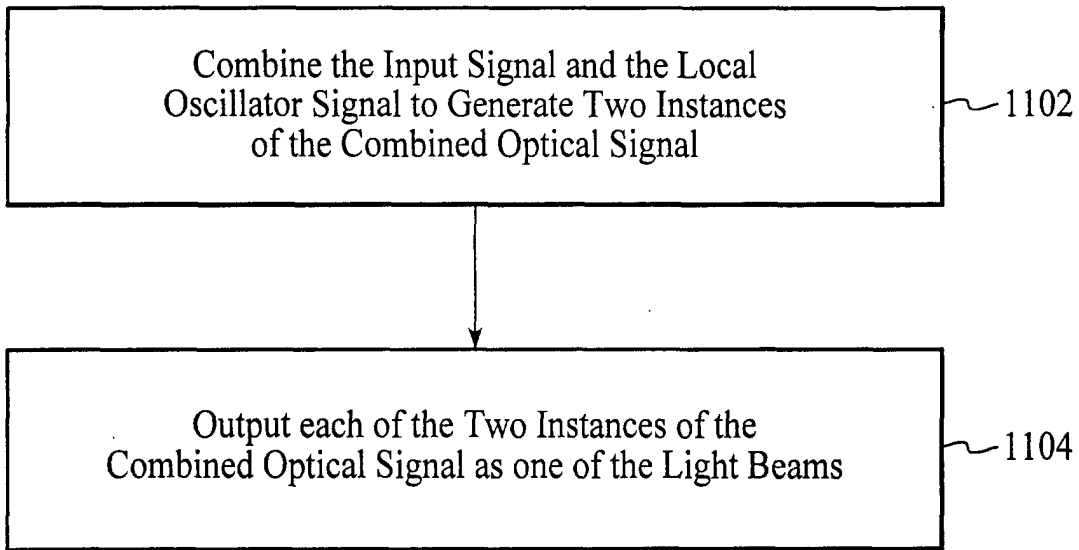 Combine the Input Signal and the Local
Oscillator Signal to Generate Two Instances
of the Combined Optical Signal
1102
Output each of the Two Instances of the
Combined Optical Signal as one of the Light Beams
1104